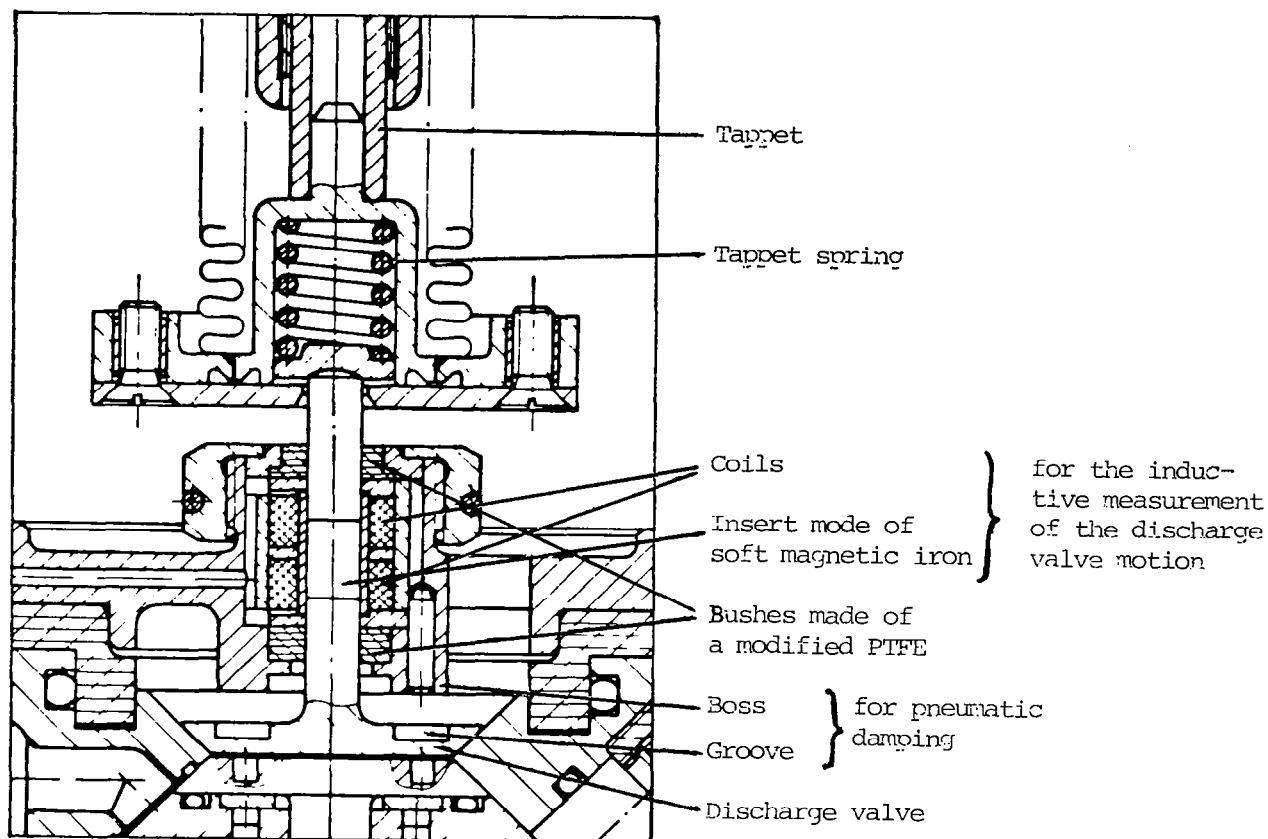 Tappet
Tappet spring
Coils
Insert mode of
soft magnetic iron
for the induc-
tive measurement
of the discharge
valve motion
Bushes made of
a modified PTFE
Boss
Groove
for pneumatic
damping
Discharge valve